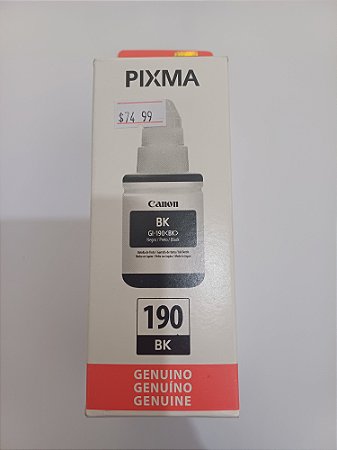 PIXMA
$74 99
Canon
BK
GI-190<BK>
Negro / Preto / Black
190
BK
GENUINO
GENUÍNO
GENUINE